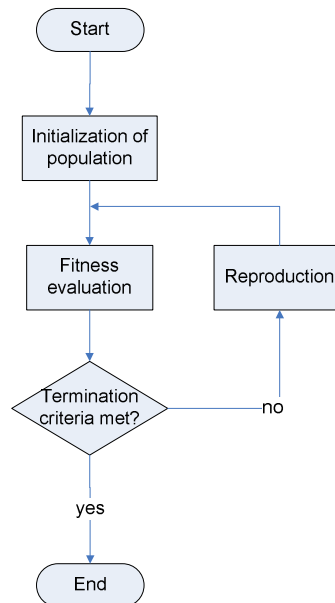 Start
Initialization of
population
Fitness
evaluation
Reproduction
Termination
criteria met?
no
yes
End